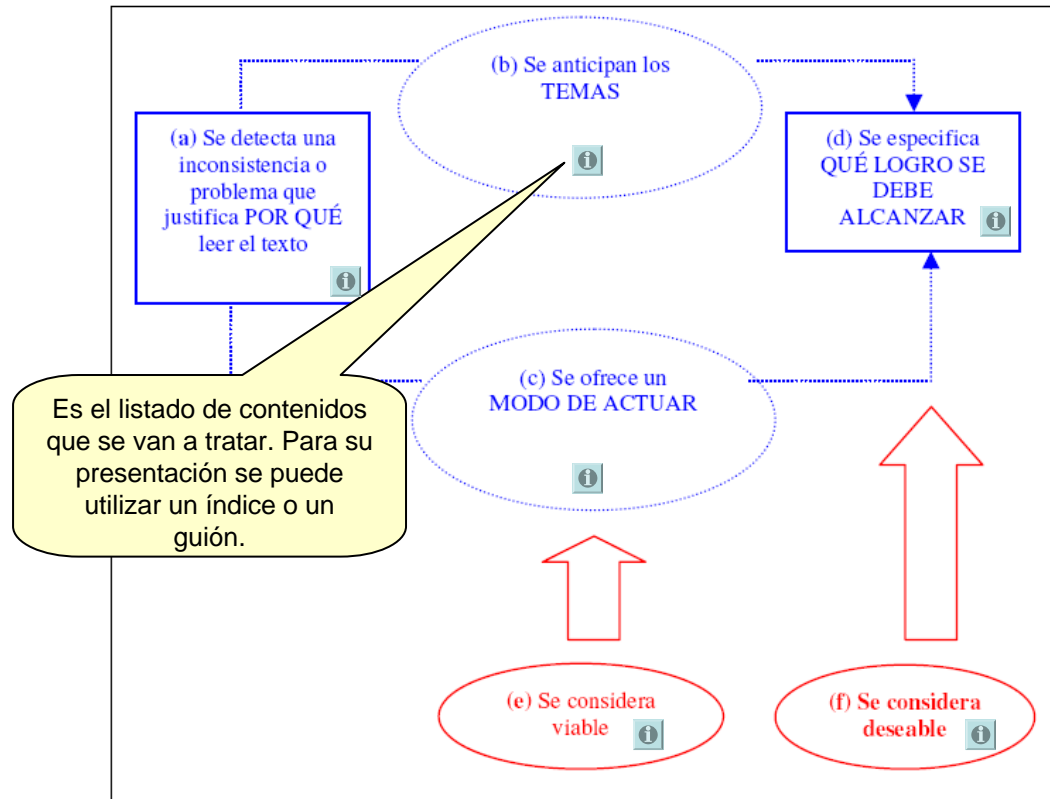 (b) Se anticipan los
TEMAS
(a) Se detecta una
inconsistencia o
problema que
justifica POR QUÉ
leer el texto
(d) Se especifica
QUÉ LOGRO SE
DEBE
ALCANZAR
Es el listado de contenidos
que se van a tratar. Para su
presentación se puede
utilizar un índice o un
guión.
(c) Se ofrece un
MODO DE ACTUAR
(e) Se considera
viable
(f) Se considera
deseable